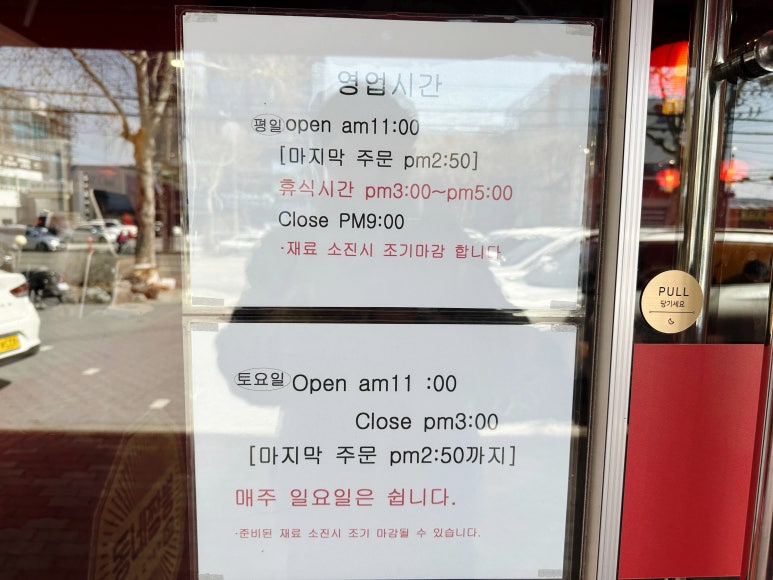 영업시간
평일 open am11:00
[마지막 주문 pm2:50]
휴식시간 pm3:00~pm5:00
Close PM9:00
·재료 소진시 조기마감 합니다
토요일 Open am11 :00
Close pm3:00
[마지막 주문 pm2:50까지]
매주 일요일은 쉽니다.
·준비된 재료 소진시 조기 마감될 수 있습니다.
PULL
당기세요